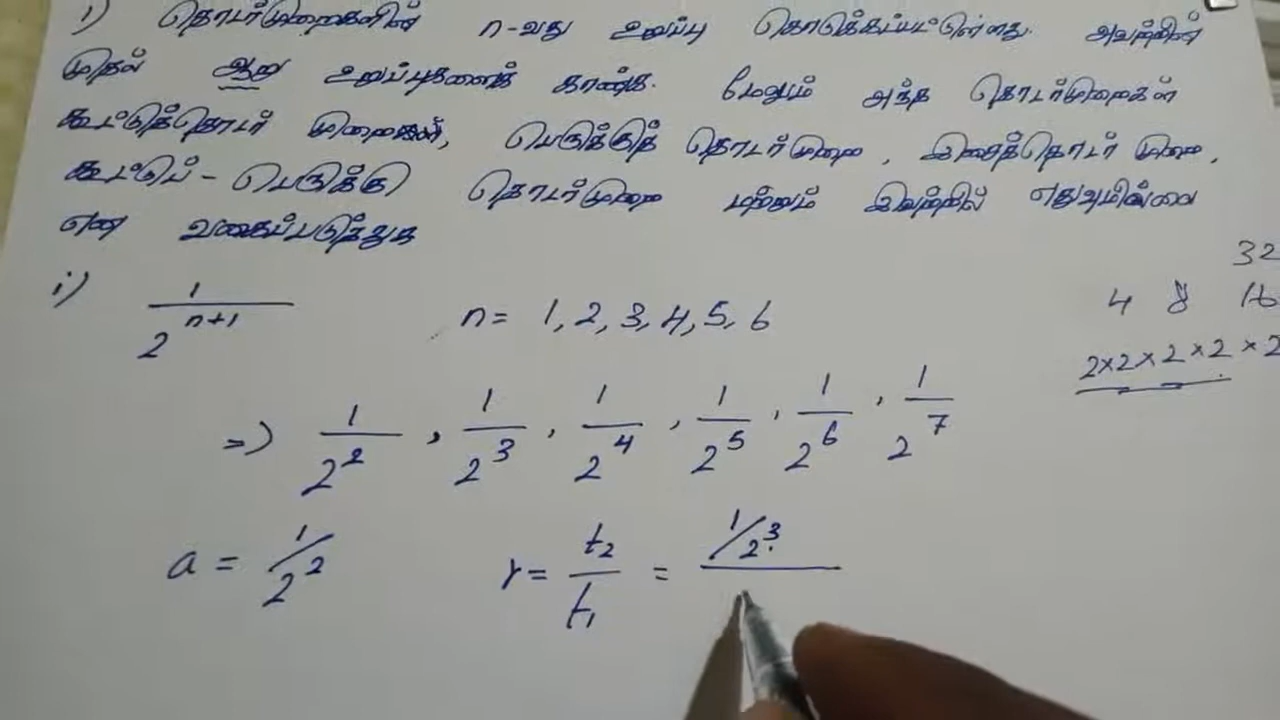 1) தொடர்முறைகளின் n-வது உறுப்பு கொடுக்கப்பட்டுள்ளது. அவற்றின்
முதல் ஆறு உறுப்புகளைக் காண்க. மேலும் அந்த தொடர்முறைகள்
கூட்டுத்தொடர் முறைகள், பெருக்குத் தொடர்முறை, இசைத்தொடர் முறை,
கூட்டுப் - பெருக்கு தொடர்முறை மற்றும் இவற்றில் எதுவுமில்லை
என வகைப்படுத்துக
32
i) 1/2^(n+1) n = 1, 2, 3, 4, 5, 6 4 8 16
2×2×2×2×2
=> 1/2^2, 1/2^3, 1/2^4, 1/2^5, 1/2^6, 1/2^7
a = 1/2^2 r = t2/t1 = 1/2^3